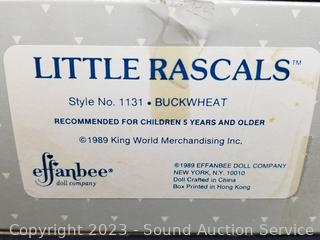 LITTLE RASCALS™
Style No. 1131 • BUCKWHEAT
RECOMMENDED FOR CHILDREN 5 YEARS AND OLDER
©1989 King World Merchandising Inc.
effanbee®
doll company
©1989 EFFANBEE DOLL COMPANY
NEW YORK, N.Y. 10010
Doll Crafted in China
Box Printed in Hong Kong
Copyright 2023 - Sound Auction Service